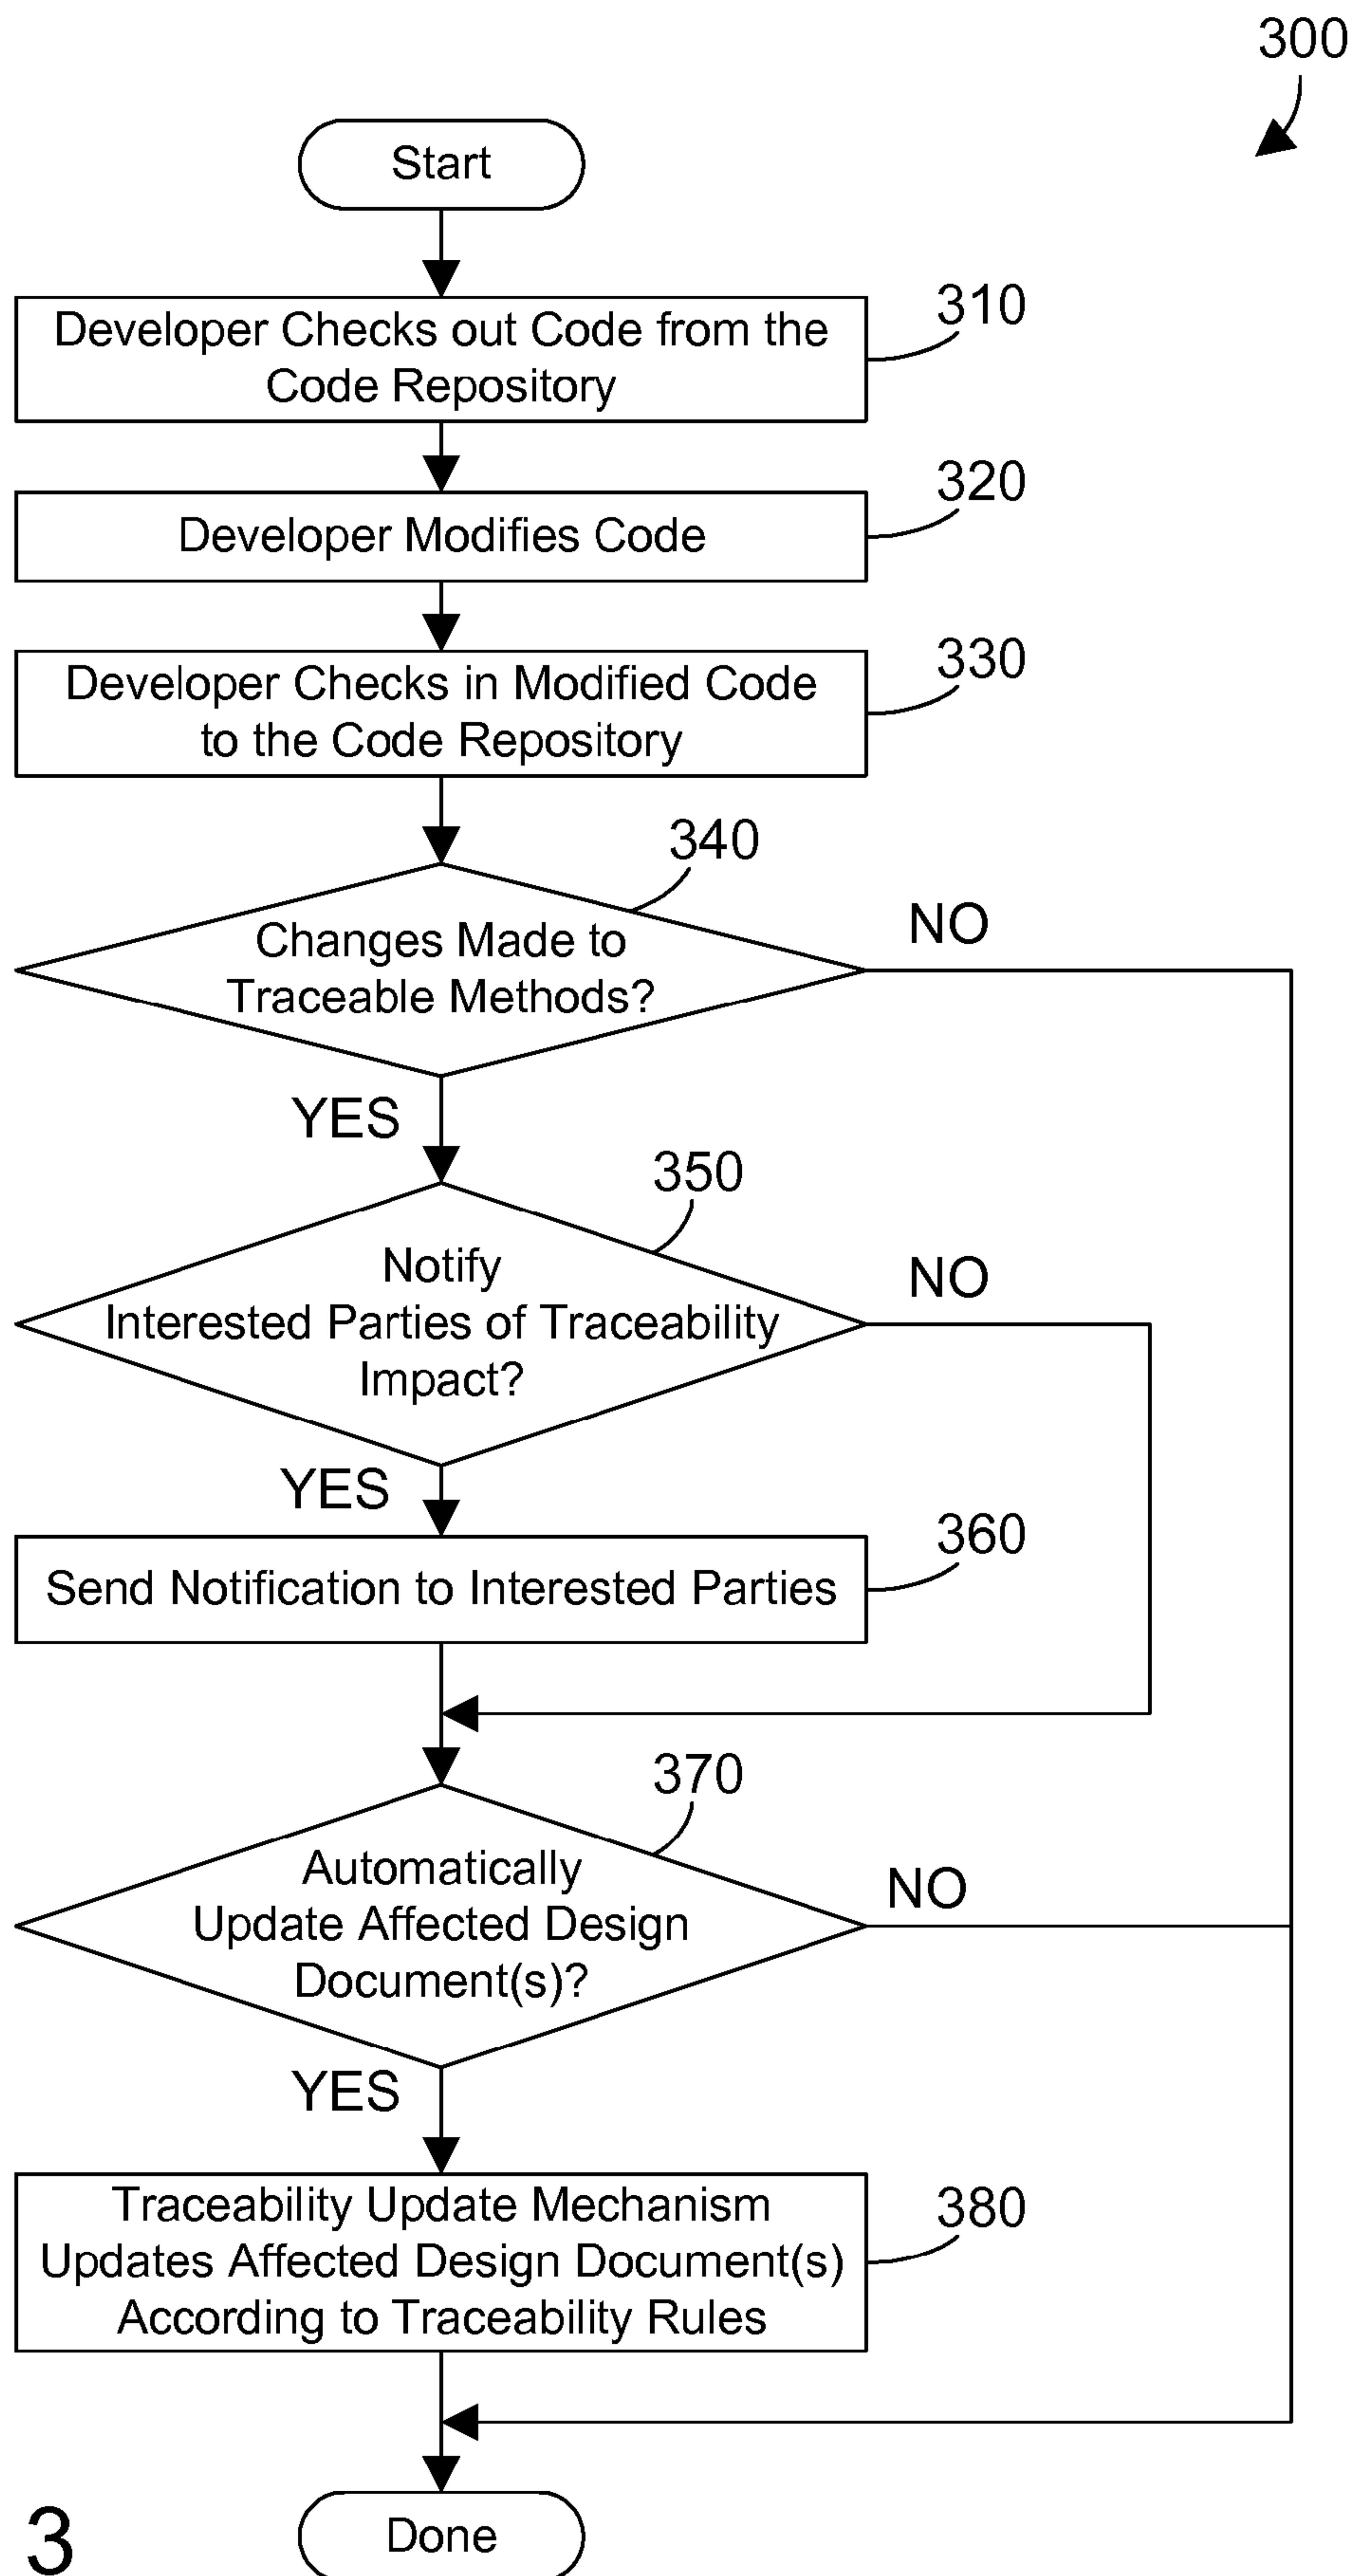 300
Start
Developer Checks out Code from the
Code Repository
310
Developer Modifies Code
320
Developer Checks in Modified Code
to the Code Repository
330
340
Changes Made to
Traceable Methods?
NO
YES
350
Notify
Interested Parties of Traceability
Impact?
NO
YES
Send Notification to Interested Parties
360
370
Automatically
Update Affected Design
Document(s)?
NO
YES
Traceability Update Mechanism
Updates Affected Design Document(s)
According to Traceability Rules
380
Done
3